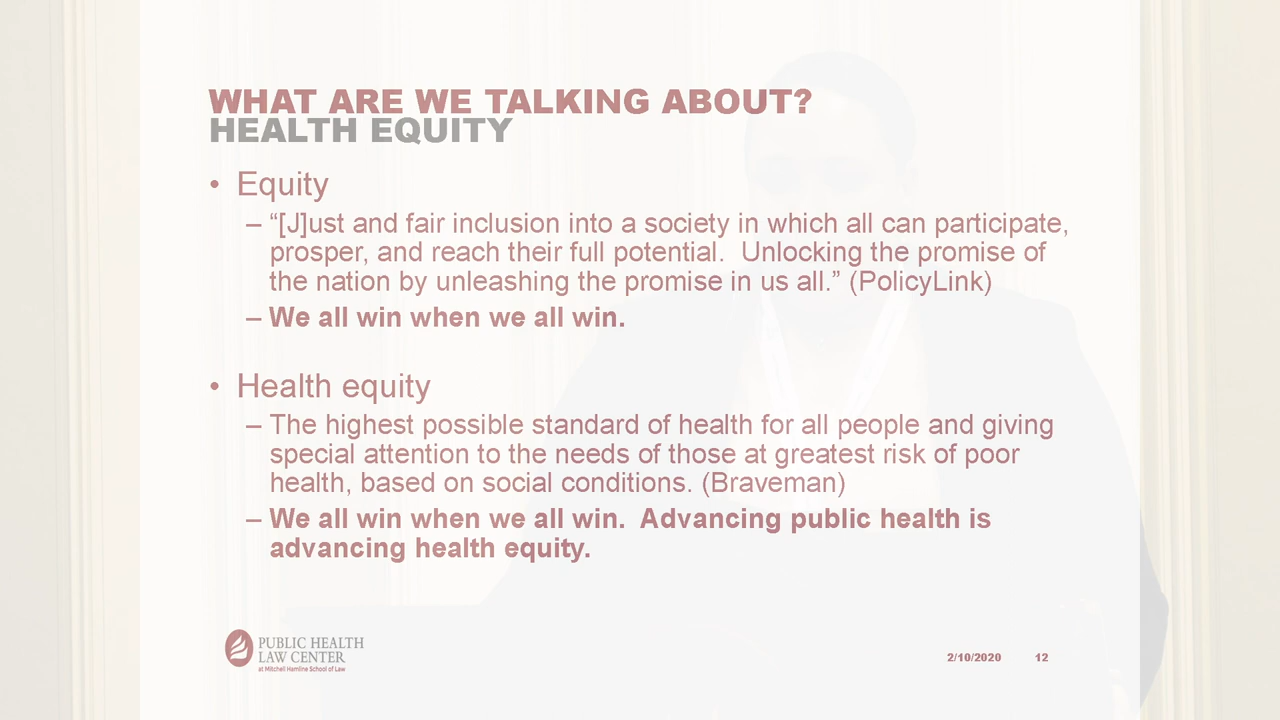 WHAT ARE WE TALKING ABOUT?
HEALTH EQUITY
• Equity
– “[J]ust and fair inclusion into a society in which all can participate,
prosper, and reach their full potential.  Unlocking the promise of
the nation by unleashing the promise in us all.” (PolicyLink)
– We all win when we all win.
• Health equity
– The highest possible standard of health for all people and giving
special attention to the needs of those at greatest risk of poor
health, based on social conditions. (Braveman)
– We all win when we all win.  Advancing public health is
advancing health equity.
PUBLIC HEALTH
LAW CENTER
at Mitchell Hamline School of Law
2/10/2020 12